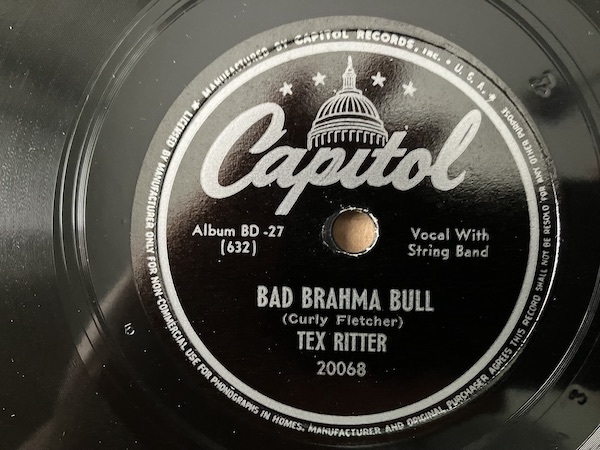 * MANUFACTURED BY CAPITOL RECORDS, Inc. • U. S. A. *
Capitol
Album BD -27
(632)
Vocal With
String Band
BAD BRAHMA BULL
(Curly Fletcher)
TEX RITTER
20068
LICENSED BY MANUFACTURER ONLY FOR NON-COMMERCIAL USE FOR PHONOGRAPHS IN HOMES. MANUFACTURER AND ORIGINAL PURCHASER AGREES THIS RECORD SHALL NOT BE RESOLD FOR ANY OTHER PURPOSE